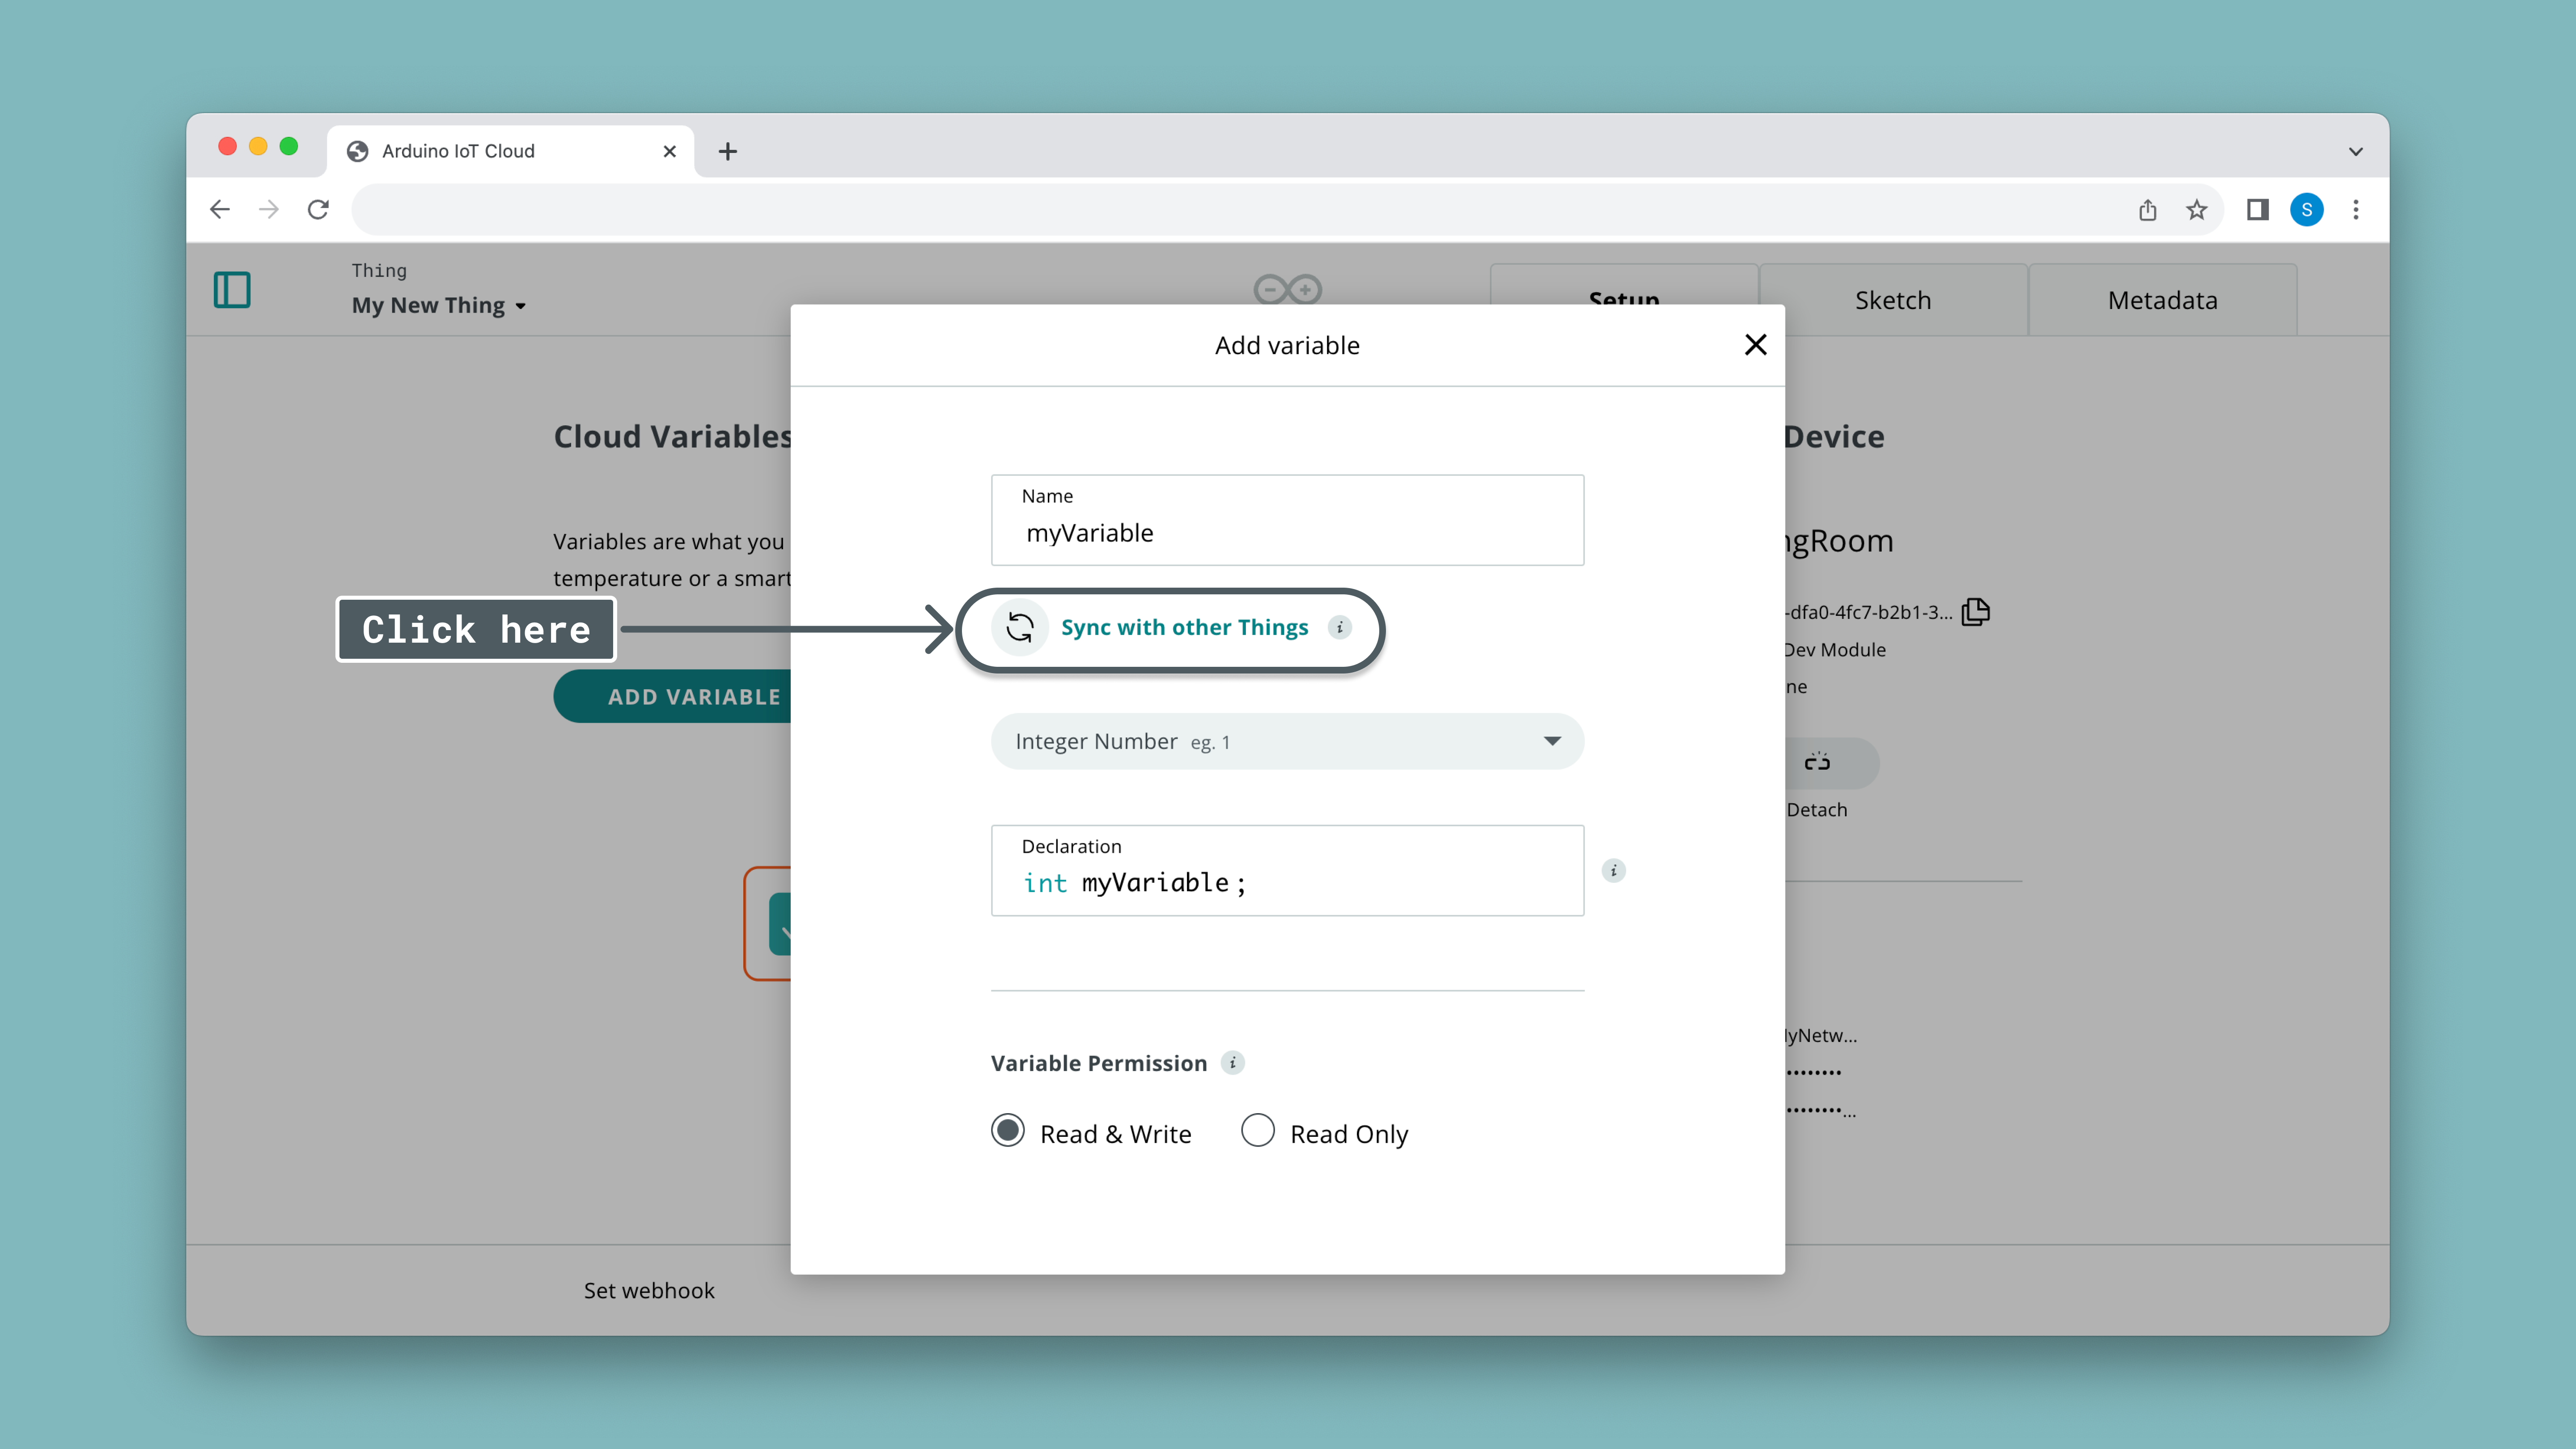 Arduino IoT Cloud
S
Thing
My New Thing
Setup
Sketch
Metadata
Add variable
Cloud Variables
Device
Name
myVariable
Variables are what you
temperature or a smart
ngRoom
Click here
Sync with other Things
i
-dfa0-4fc7-b2b1-3...
Dev Module
ne
ADD VARIABLE
Integer Number eg. 1
Detach
Declaration
int myVariable;
i
Variable Permission
i
yNetw...
Read & Write
Read Only
Set webhook